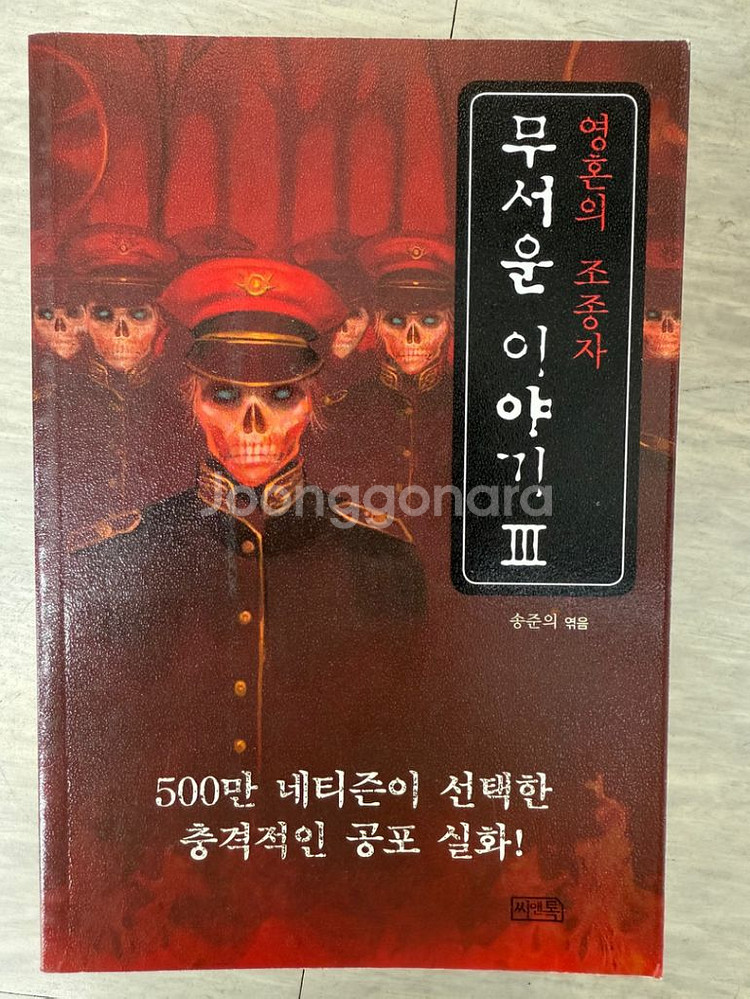 영혼의 조종자
무서운 이야기 III
송준의 엮음
Joonggonara
500만 네티즌이 선택한
충격적인 공포 실화!
씨앤톡